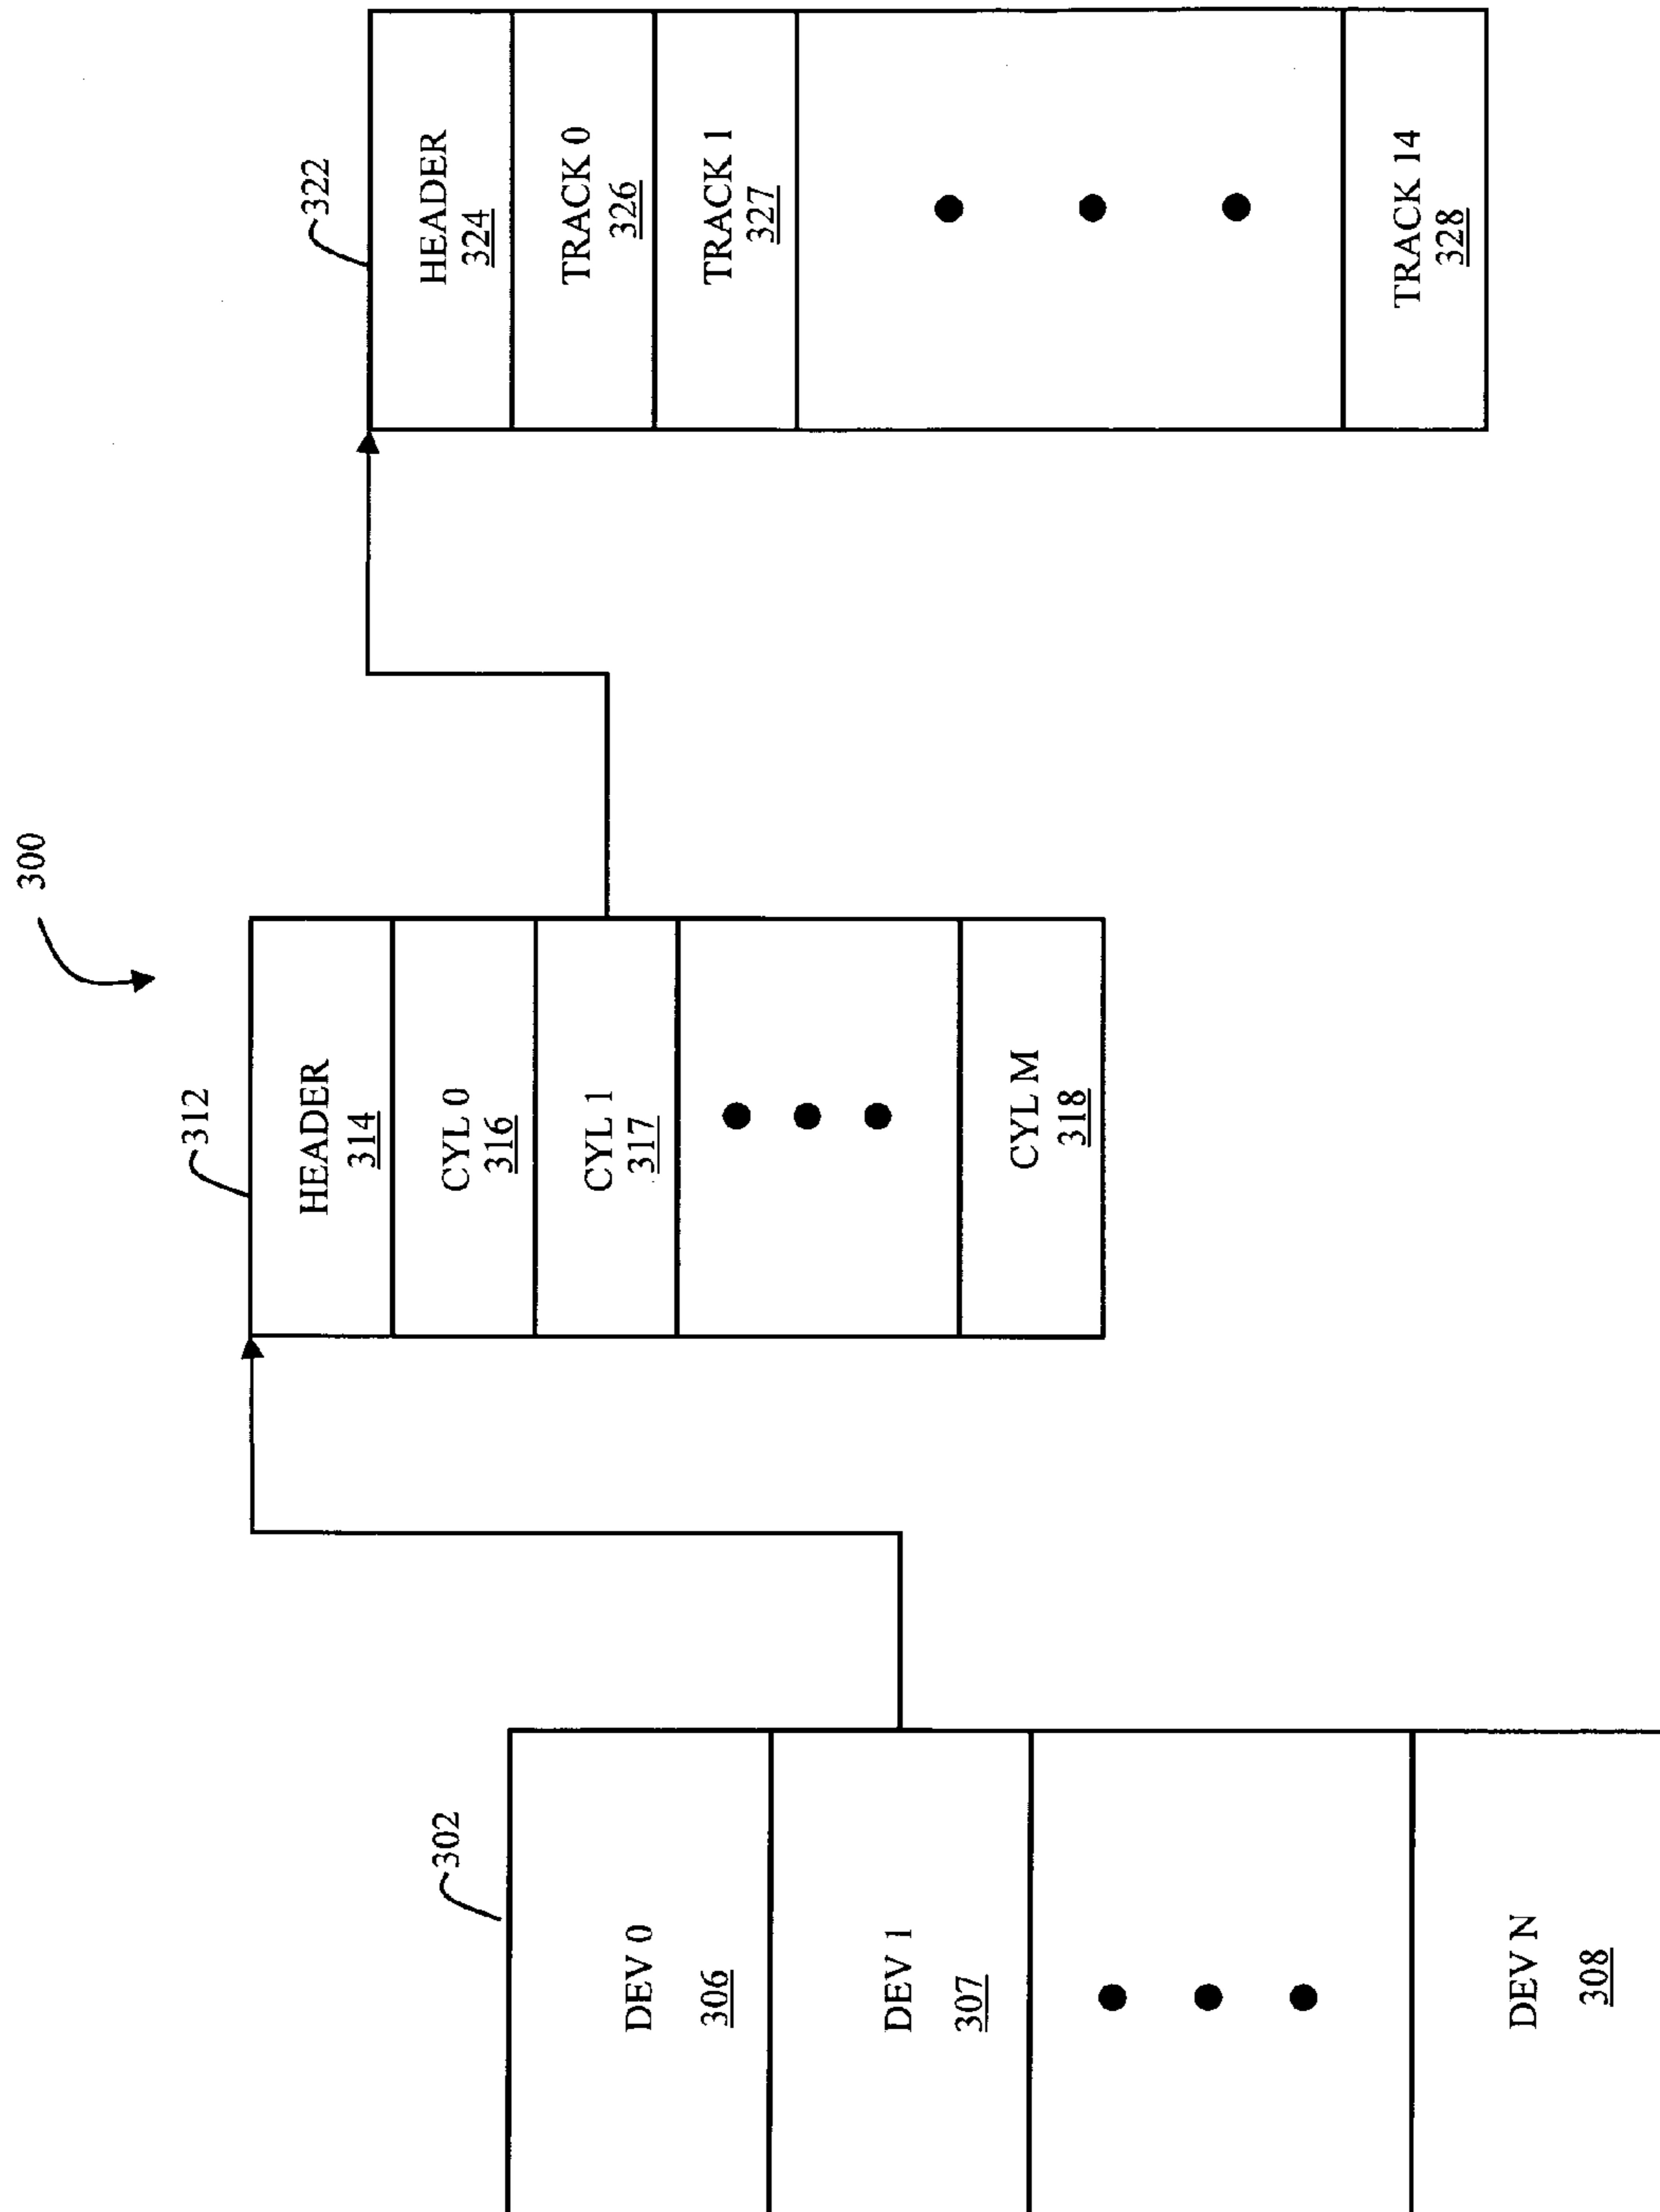 300
302
DEV 0
306
DEV 1
307
DEV N
308
312
HEADER
314
CYL 0
316
CYL 1
317
CYL M
318
322
HEADER
324
TRACK 0
326
TRACK 1
327
TRACK 14
328